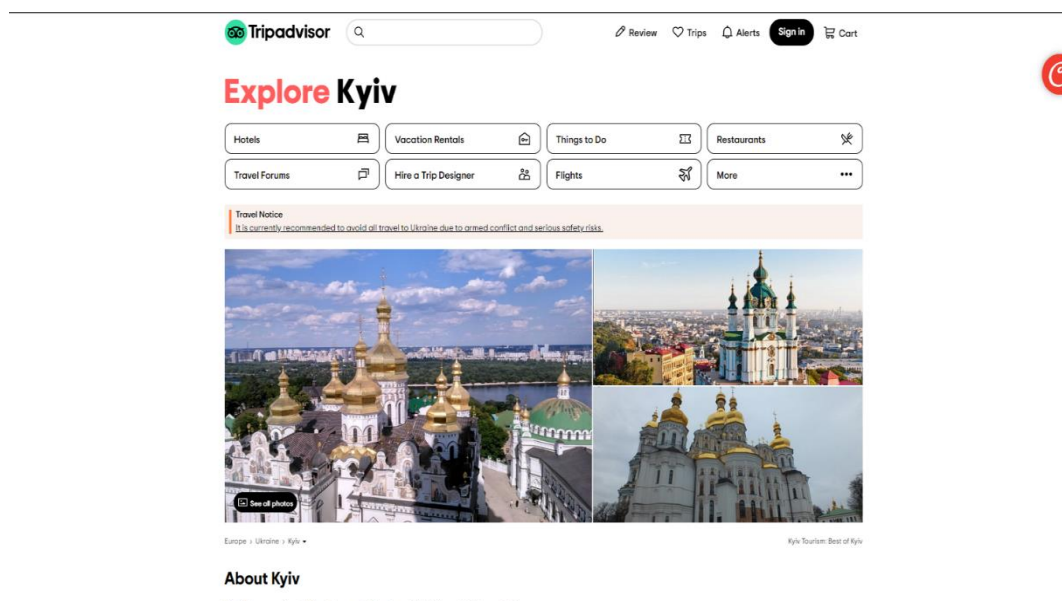 Tripadvisor
Review
Trips
Alerts
Sign in
Cart
Explore Kyiv
Hotels
Vacation Rentals
Things to Do
Restaurants
Travel Forums
Hire a Trip Designer
Flights
More
Travel Notice
It is currently recommended to avoid all travel to Ukraine due to armed conflict and serious safety risks.
See all photos
Europe › Ukraine › Kyiv
Kyiv Tourism: Best of Kyiv
About Kyiv